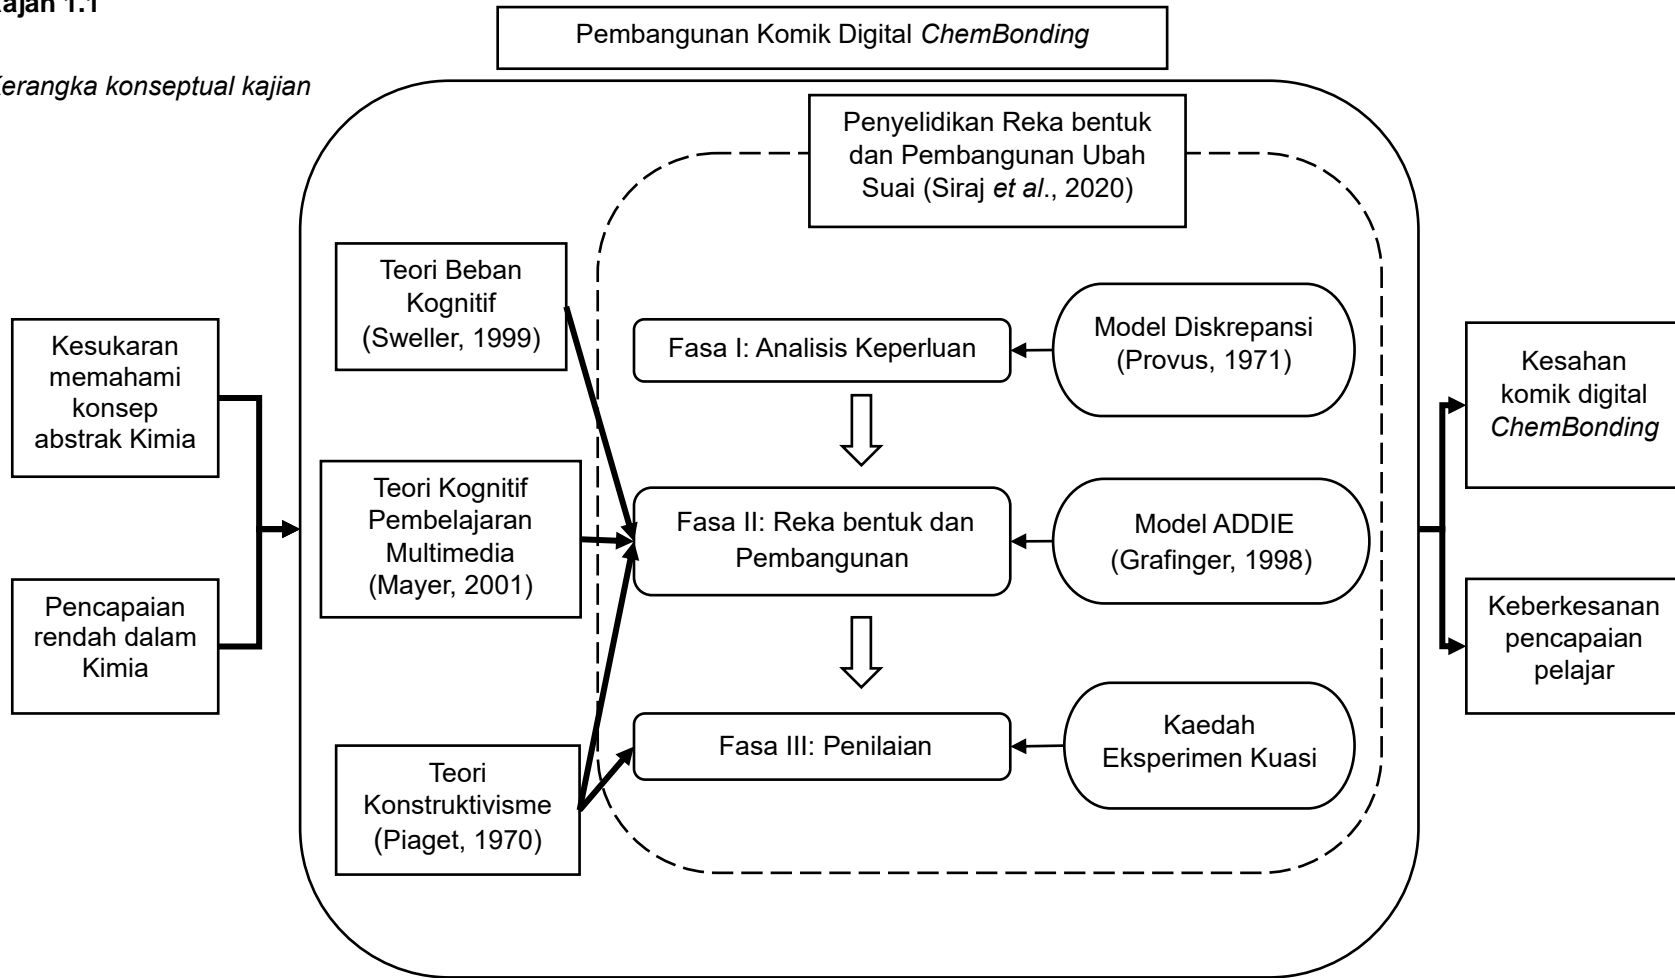 Rajah 1.1
Kerangka konseptual kajian
Pembangunan Komik Digital ChemBonding
Penyelidikan Reka bentuk
dan Pembangunan Ubah
Suai (Siraj et al., 2020)
Kesukaran
memahami
konsep
abstrak Kimia
Pencapaian
rendah dalam
Kimia
Teori Beban
Kognitif
(Sweller, 1999)
Teori Kognitif
Pembelajaran
Multimedia
(Mayer, 2001)
Teori
Konstruktivisme
(Piaget, 1970)
Fasa I: Analisis Keperluan
Fasa II: Reka bentuk dan
Pembangunan
Fasa III: Penilaian
Model Diskrepansi
(Provus, 1971)
Model ADDIE
(Grafinger, 1998)
Kaedah
Eksperimen Kuasi
Kesahan
komik digital
ChemBonding
Keberkesanan
pencapaian
pelajar